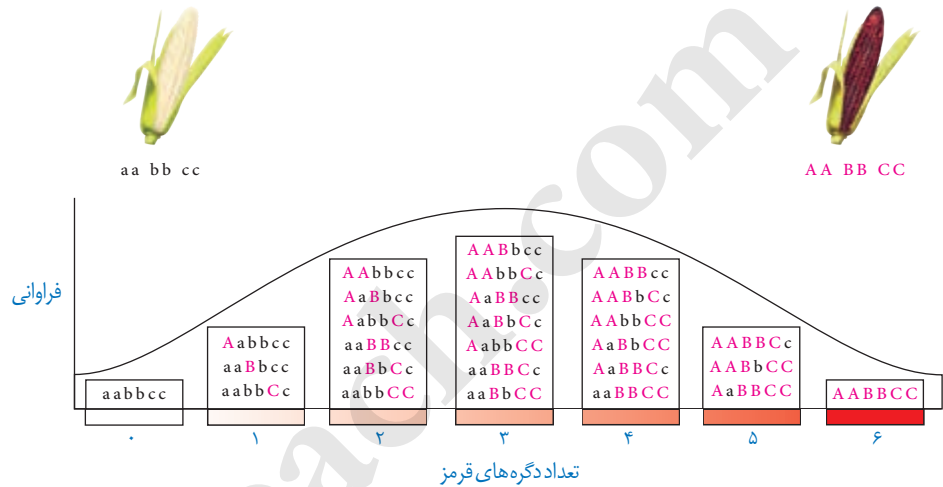 aa bb cc
AA BB CC
فراوانی
aabbcc
Aabbcc
aaBbcc
aabbCc
AAbbcc
AaBbcc
AabbCc
aaBBcc
aaBbCc
aabbCC
AABbcc
AAbbCc
AaBBcc
AaBbCc
AabbCC
aaBBCc
aaBbCC
AABBcc
AABbCc
AAbbCC
AaBbCC
AaBBCc
aaBBCC
AABBCc
AABbCC
AaBBCC
AABBCC
۰ ۱ ۲ ۳ ۴ ۵ ۶
تعداد دگره‌های قرمز
each.com